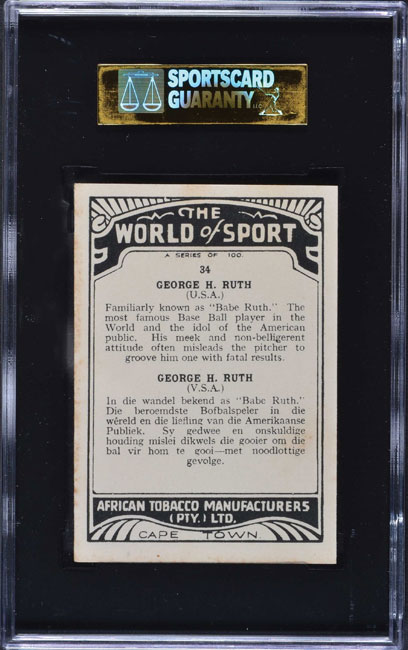 SPORTSCARD
GUARANTY LLC
THE
WORLD of SPORT
A SERIES OF 100.
34
GEORGE H. RUTH
(U.S.A.)
Familiarly known as "Babe Ruth." The
most famous Base Ball player in the
World and the idol of the American
public. His meek and non-belligerent
attitude often misleads the pitcher to
groove him one with fatal results.
GEORGE H. RUTH
(V.S.A.)
In die wandel bekend as "Babe Ruth."
Die beroemdste Bofbalspeler in die
wêreld en die liefling van die Amerikaanse
Publiek. Sy gedwee en onskuldige
houding mislei dikwels die gooier om die
bal vir hom te gooi—met noodlottige
gevolge.
AFRICAN TOBACCO MANUFACTURERS
(PTY.) LTD.
CAPE TOWN.